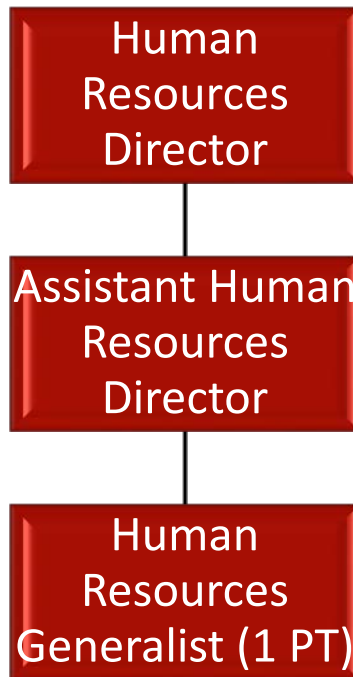 Human
Resources
Director
Assistant Human
Resources
Director
Human
Resources
Generalist (1 PT)